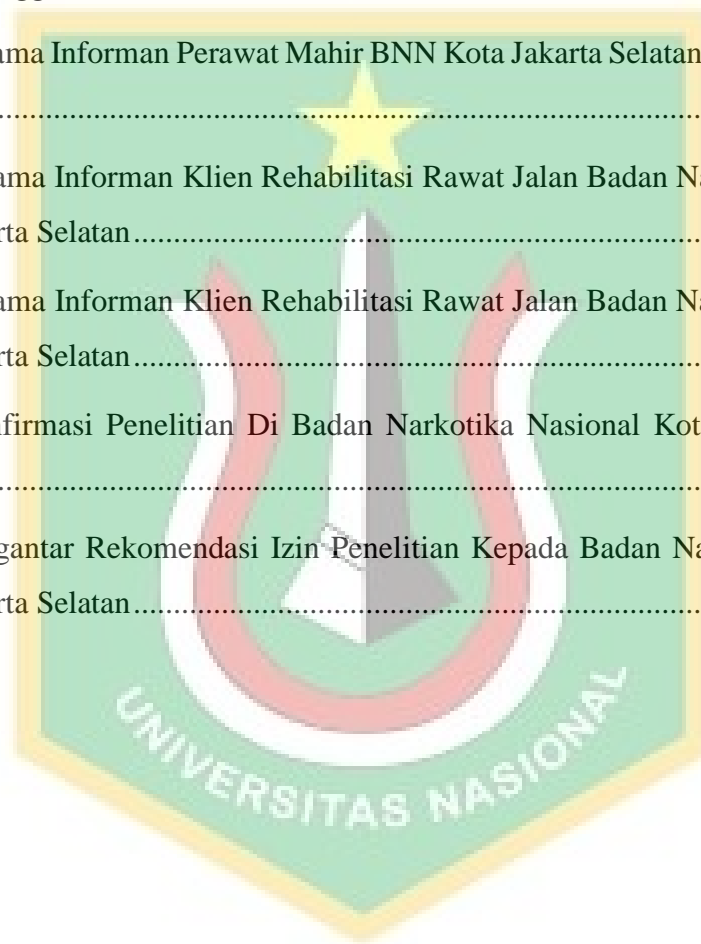 ama Informan Perawat Mahir BNN Kota Jakarta Selatan
................................................................................
ama Informan Klien Rehabilitasi Rawat Jalan Badan Na
rta Selatan................................................................
ama Informan Klien Rehabilitasi Rawat Jalan Badan Na
rta Selatan................................................................
nfirmasi Penelitian Di Badan Narkotika Nasional Kot
................................................................................
gantar Rekomendasi Izin Penelitian Kepada Badan Na
rta Selatan................................................................
UNIVERSITAS NASIONAL